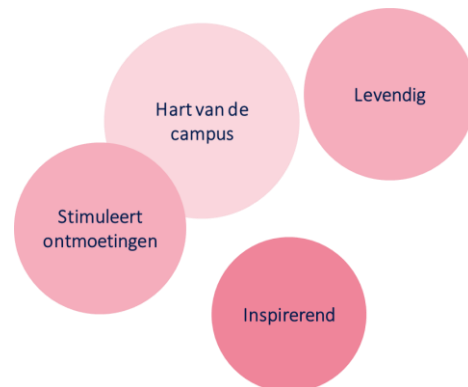 Hart van de
campus
Levendig
Stimuleert
ontmoetingen
Inspirerend